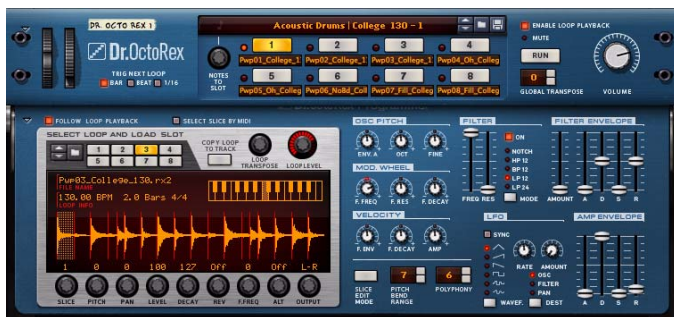 DR. OCTO REX 1
Acoustic Drums | College 130 - 1
ENABLE LOOP PLAYBACK
MUTE
Dr.OctoRex
1 2 3 4
Pwp01_College_1 Pwp02_College_1 Pwp03_College_1 Pwp04_Oh_Colleg
RUN
TRIG NEXT LOOP
BAR BEAT 1/16
NOTES TO SLOT
5 6 7 8
Pwp05_Oh_Colleg Pwp06_No8d_Coll Pwp07_Fill_Colleg Pwp08_Fill_Colleg
0
GLOBAL TRANSPOSE
VOLUME
FOLLOW LOOP PLAYBACK
SELECT SLICE BY MIDI
SELECT LOOP AND LOAD SLOT
1 2 3 4
5 6 7 8
COPY LOOP TO TRACK
LOOP TRANSPOSE
LOOP LEVEL
Pwp03_College_130.rx2
FILE NAME
130.00 BPM 2.0 Bars 4/4
LOOP INFO
1 0 0 100 127 Off 0 Off L-R
SLICE PITCH PAN LEVEL DECAY REV F.FREQ ALT OUTPUT
OSC PITCH
ENV. A OCT FINE
MOD. WHEEL
F. FREQ F. RES F. DECAY
VELOCITY
F. ENV F. DECAY AMP
SLICE EDIT MODE
7
PITCH BEND RANGE
6
POLYPHONY
FILTER
ON
NOTCH
HP 12
BP 12
LP 12
LP 24
FREQ RES
MODE
FILTER ENVELOPE
AMOUNT A D S R
LFO
SYNC
RATE AMOUNT
OSC
FILTER
PAN
WAVEF. DEST
AMP ENVELOPE
A D S R